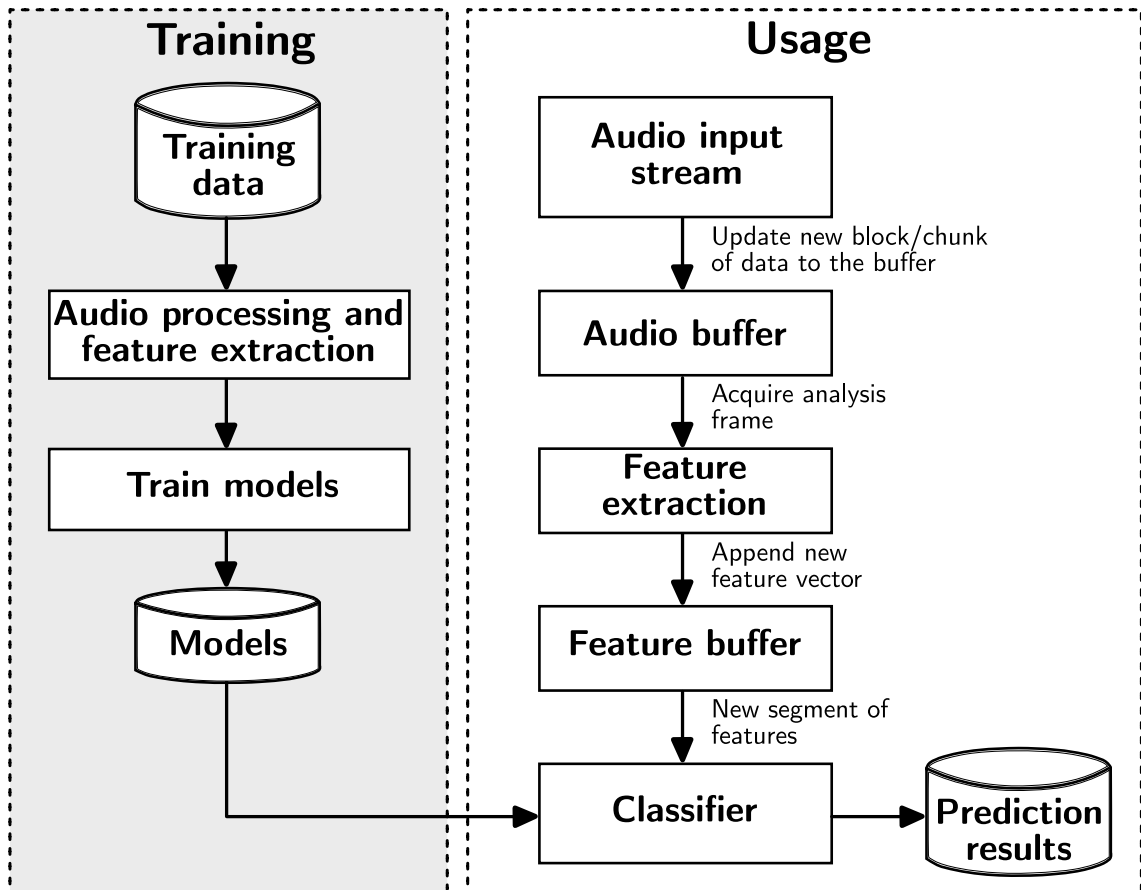 Training
Training
data
Audio processing and
feature extraction
Train models
Models
Usage
Audio input
stream
Update new block/chunk
of data to the buffer
Audio buffer
Acquire analysis
frame
Feature
extraction
Append new
feature vector
Feature buffer
New segment of
features
Classifier
Prediction
results